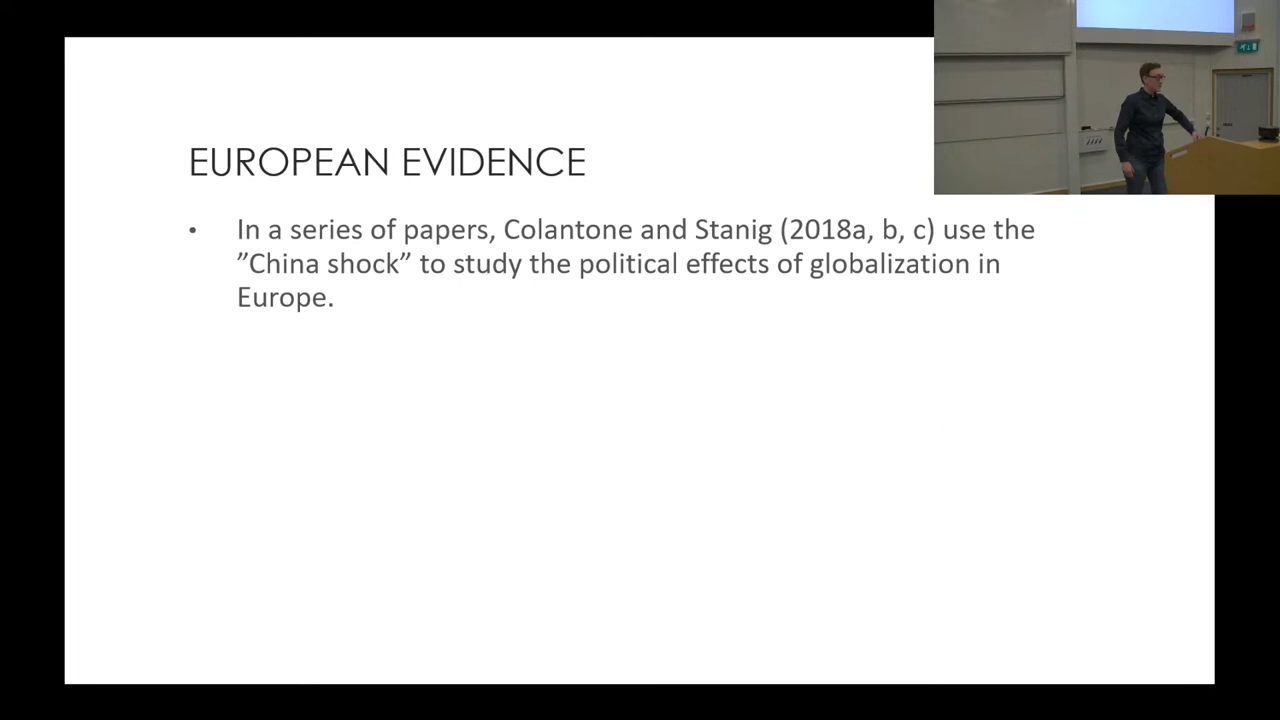 EUROPEAN EVIDENCE
• In a series of papers, Colantone and Stanig (2018a, b, c) use the
”China shock” to study the political effects of globalization in
Europe.